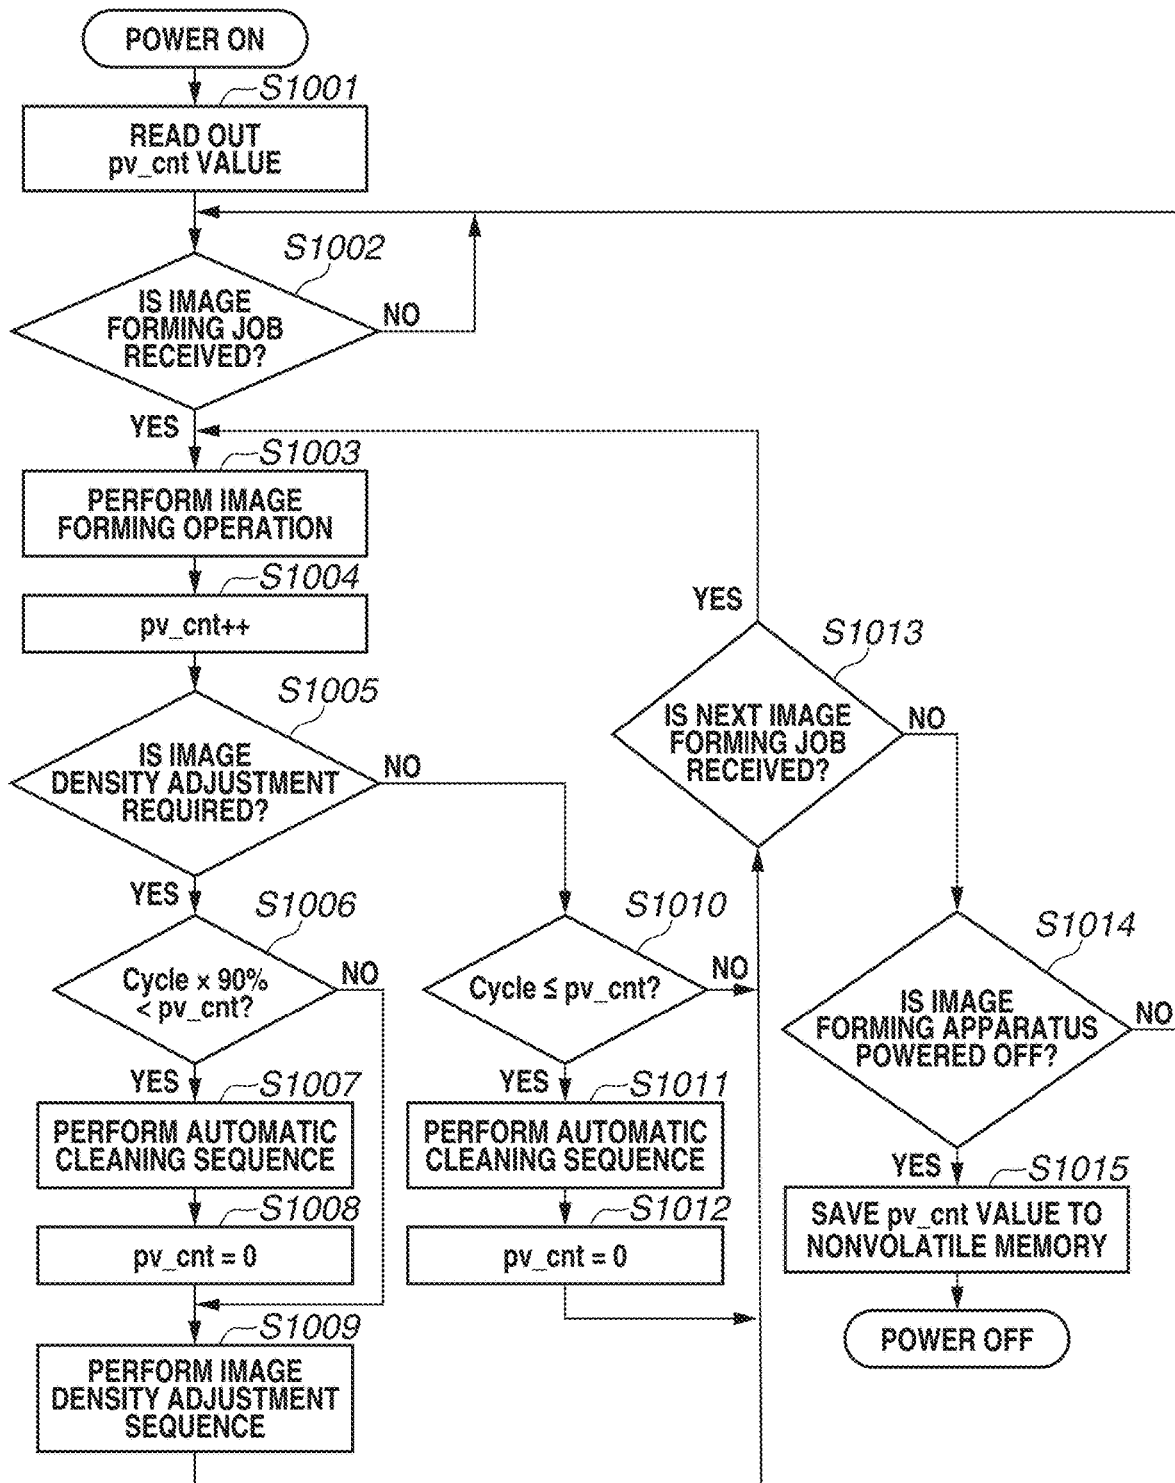 POWER ON
S1001
READ OUT
pv_cnt VALUE
S1002
IS IMAGE
FORMING JOB
RECEIVED?
NO
YES
S1003
PERFORM IMAGE
FORMING OPERATION
S1004
pv_cnt++
S1005
IS IMAGE
DENSITY ADJUSTMENT
REQUIRED?
NO
YES
S1006
Cycle × 90%
< pv_cnt?
NO
YES
S1007
PERFORM AUTOMATIC
CLEANING SEQUENCE
S1008
pv_cnt = 0
S1009
PERFORM IMAGE
DENSITY ADJUSTMENT
SEQUENCE
S1010
Cycle ≤ pv_cnt?
NO
YES
S1011
PERFORM AUTOMATIC
CLEANING SEQUENCE
S1012
pv_cnt = 0
YES
S1013
IS NEXT IMAGE
FORMING JOB
RECEIVED?
NO
S1014
IS IMAGE
FORMING APPARATUS
POWERED OFF?
NO
YES
S1015
SAVE pv_cnt VALUE TO
NONVOLATILE MEMORY
POWER OFF